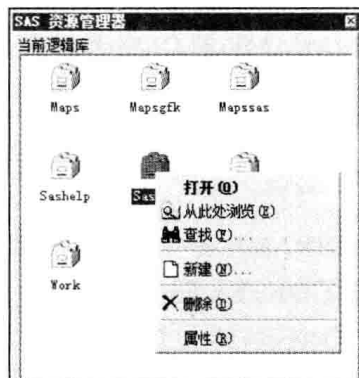 SAS 资源管理器
当前逻辑库
Maps Mapsgfk Mapssas
Sashelp Sas
打开(O)
从此处浏览(E)
查找(F)...
新建(N)...
Work
删除(D)
属性(R)